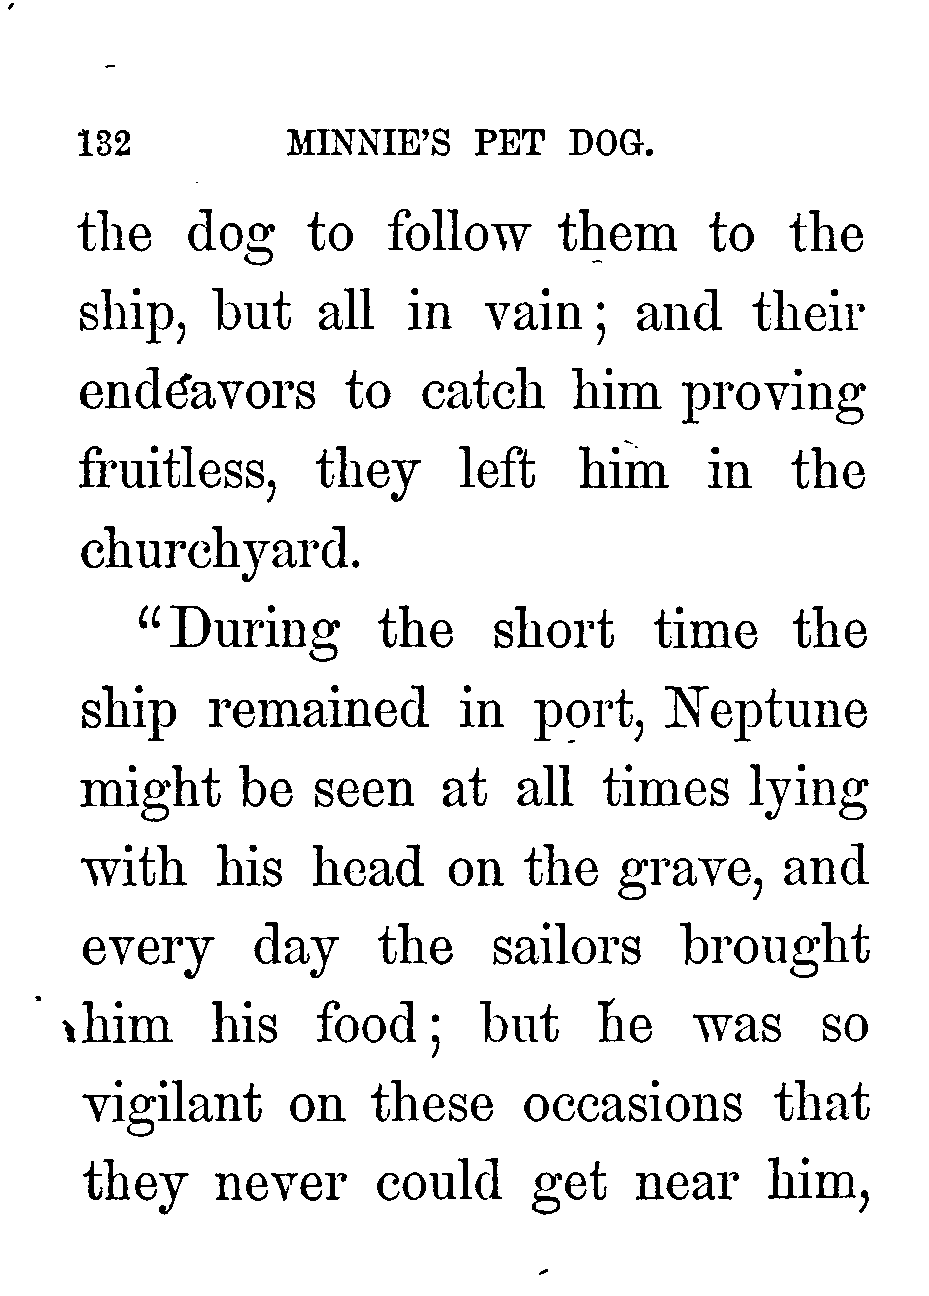 132 MINNIE'S PET DOG.
the dog to follow them to the
ship, but all in vain; and their
endeavors to catch him proving
fruitless, they left him in the
churchyard.
"During the short time the
ship remained in port, Neptune
might be seen at all times lying
with his head on the grave, and
every day the sailors brought
him his food; but he was so
vigilant on these occasions that
they never could get near him,